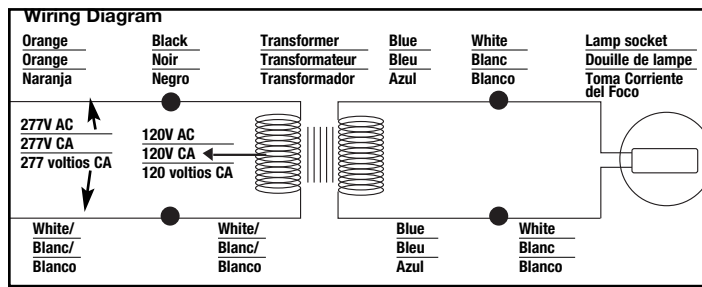 Wiring Diagram
Orange
Orange
Naranja
Black
Noir
Negro
Transformer
Transformateur
Transformador
Blue
Bleu
Azul
White
Blanc
Blanco
Lamp socket
Douille de lampe
Toma Corriente
del Foco
277V AC
277V CA
277 voltios CA
120V AC
120V CA
120 voltios CA
White/
Blanc/
Blanco
White/
Blanc/
Blanco
Blue
Bleu
Azul
White
Blanc
Blanco